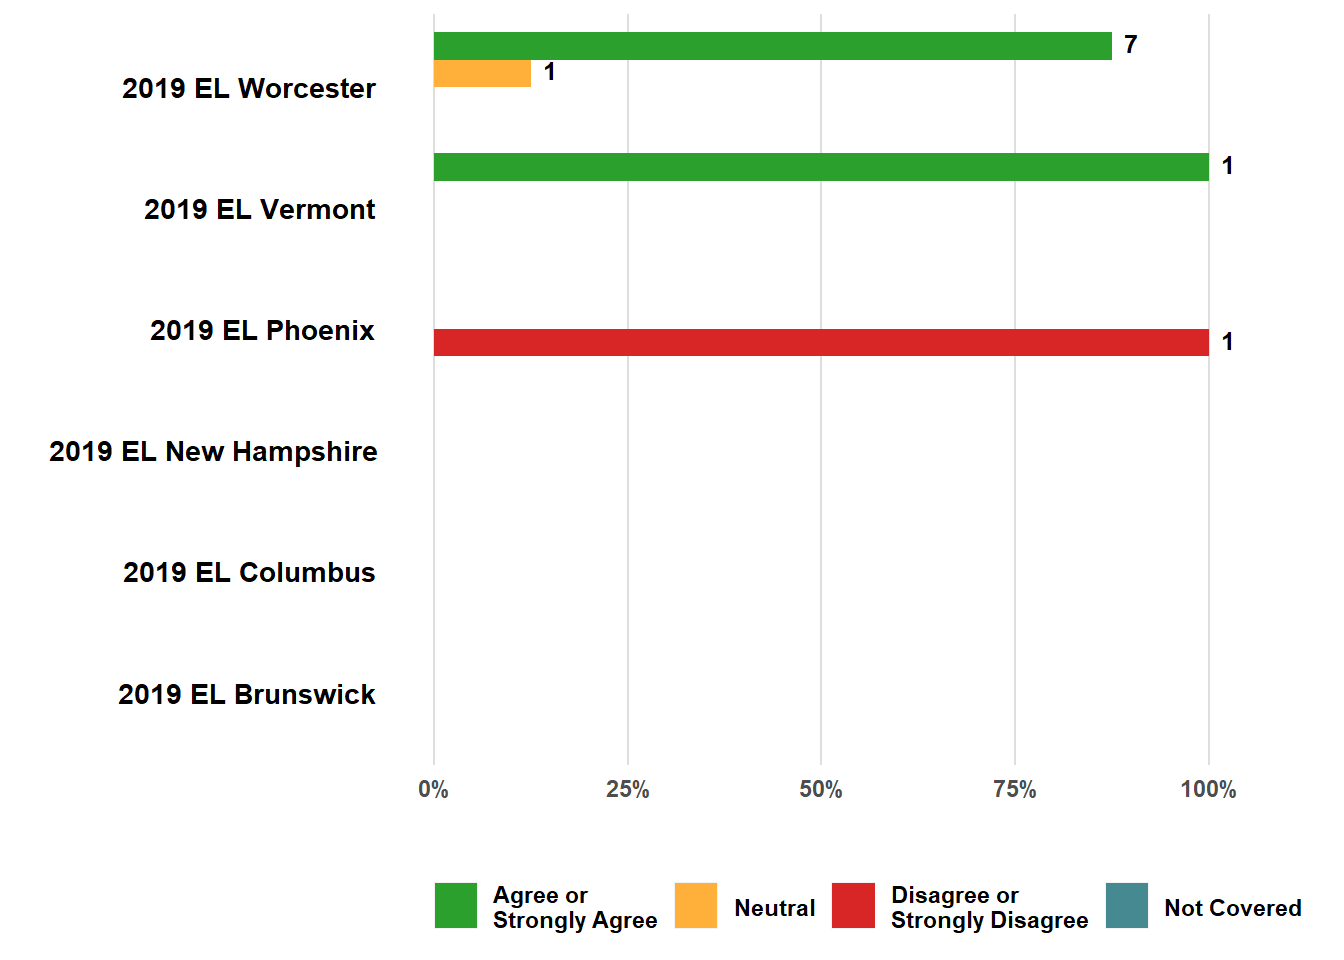 7
1
2019 EL Worcester
1
2019 EL Vermont
2019 EL Phoenix
1
2019 EL New Hampshire
2019 EL Columbus
2019 EL Brunswick
0% 25% 50% 75% 100%
Agree or
Strongly Agree
Neutral
Disagree or
Strongly Disagree
Not Covered